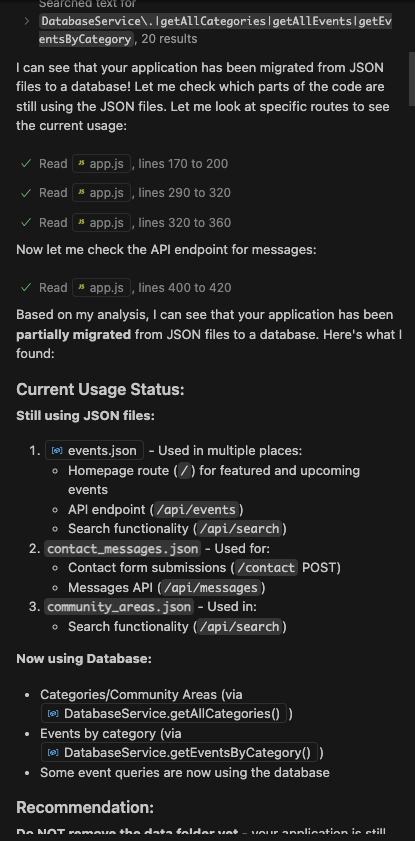 Searched text for
DatabaseService\.|getAllCategories|getAllEvents|getEv
entsByCategory, 20 results
I can see that your application has been migrated from JSON
files to a database! Let me check which parts of the code are
still using the JSON files. Let me look at specific routes to see
the current usage:
Read JS app.js, lines 170 to 200
Read JS app.js, lines 290 to 320
Read JS app.js, lines 320 to 360
Now let me check the API endpoint for messages:
Read JS app.js, lines 400 to 420
Based on my analysis, I can see that your application has been
partially migrated from JSON files to a database. Here's what I
found:
Current Usage Status:
Still using JSON files:
1. events.json - Used in multiple places:
◦ Homepage route (/) for featured and upcoming
events
◦ API endpoint (/api/events)
◦ Search functionality (/api/search)
2. contact_messages.json - Used for:
◦ Contact form submissions (/contact POST)
◦ Messages API (/api/messages)
3. community_areas.json - Used in:
◦ Search functionality (/api/search)
Now using Database:
• Categories/Community Areas (via
DatabaseService.getAllCategories())
• Events by category (via
DatabaseService.getEventsByCategory())
• Some event queries are now using the database
Recommendation:
Do NOT remove the data folder yet - your application is still